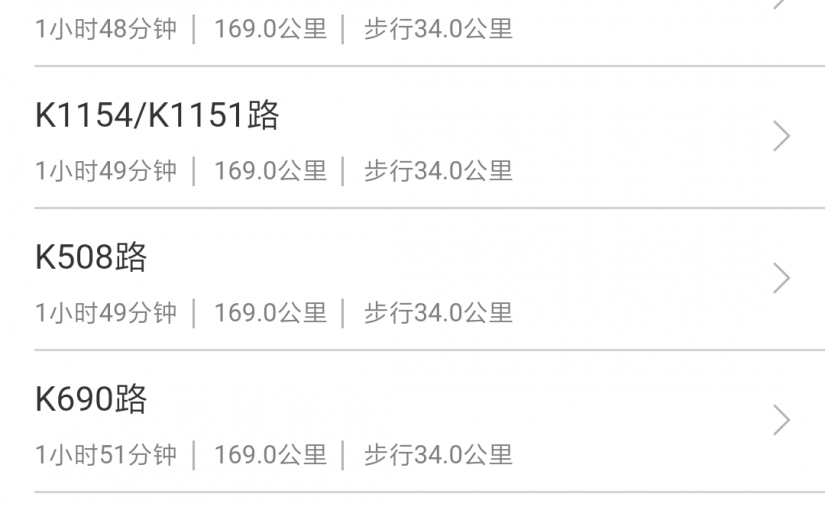 1小时48分钟 | 169.0公里 | 步行34.0公里
K1154/K1151路
1小时49分钟 | 169.0公里 | 步行34.0公里
K508路
1小时49分钟 | 169.0公里 | 步行34.0公里
K690路
1小时51分钟 | 169.0公里 | 步行34.0公里